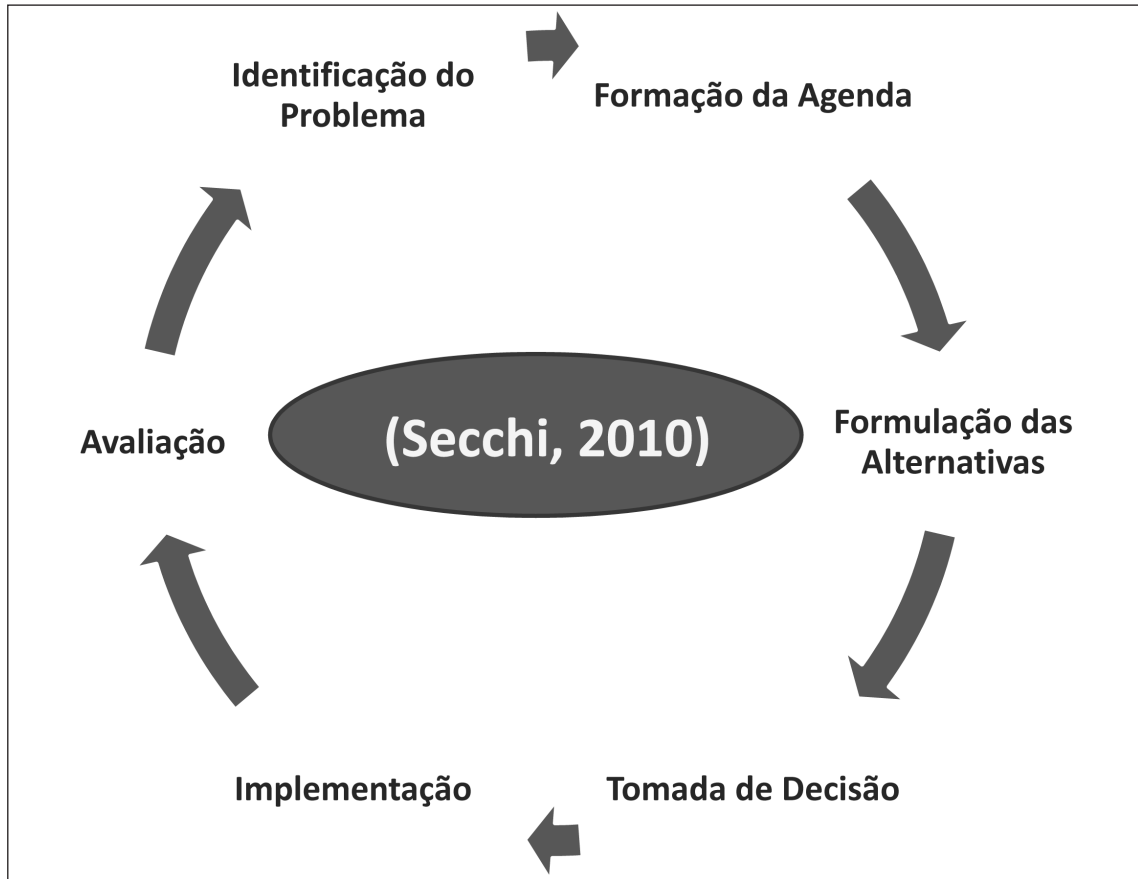 Identificação do
Problema
Formação da Agenda
Formulação das
Alternativas
Tomada de Decisão
Implementação
Avaliação
(Secchi, 2010)